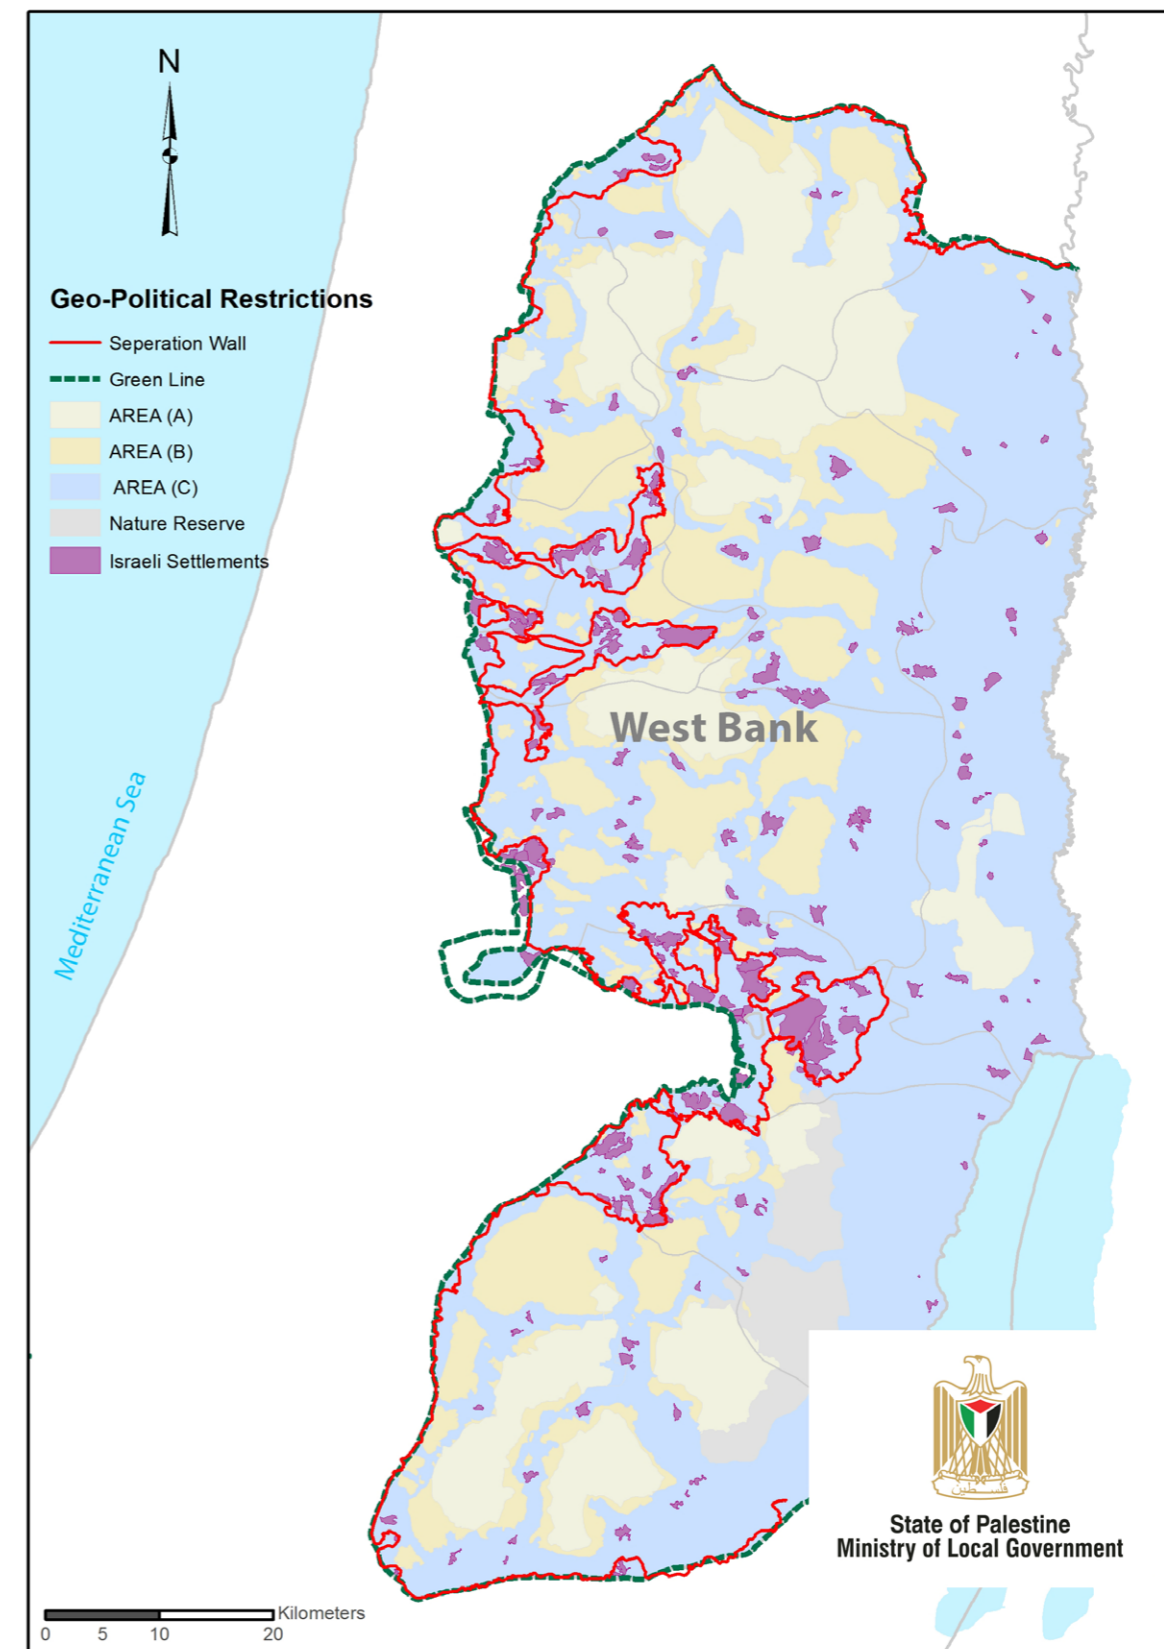 N
Geo-Political Restrictions
Seperation Wall
Green Line
AREA (A)
AREA (B)
AREA (C)
Nature Reserve
Israeli Settlements
West Bank
Mediterranean Sea
فلسطين
State of Palestine
Ministry of Local Government
Kilometers
0 5 10 20